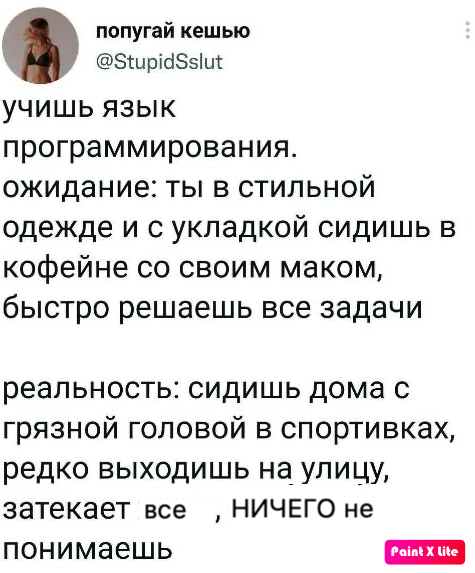 попугай кешью
@StupidSslut
учишь язык
программирования.
ожидание: ты в стильной
одежде и с укладкой сидишь в
кофейне со своим маком,
быстро решаешь все задачи
реальность: сидишь дома с
грязной головой в спортивках,
редко выходишь на улицу,
затекает все , НИЧЕГО не
понимаешь
Paint X lite